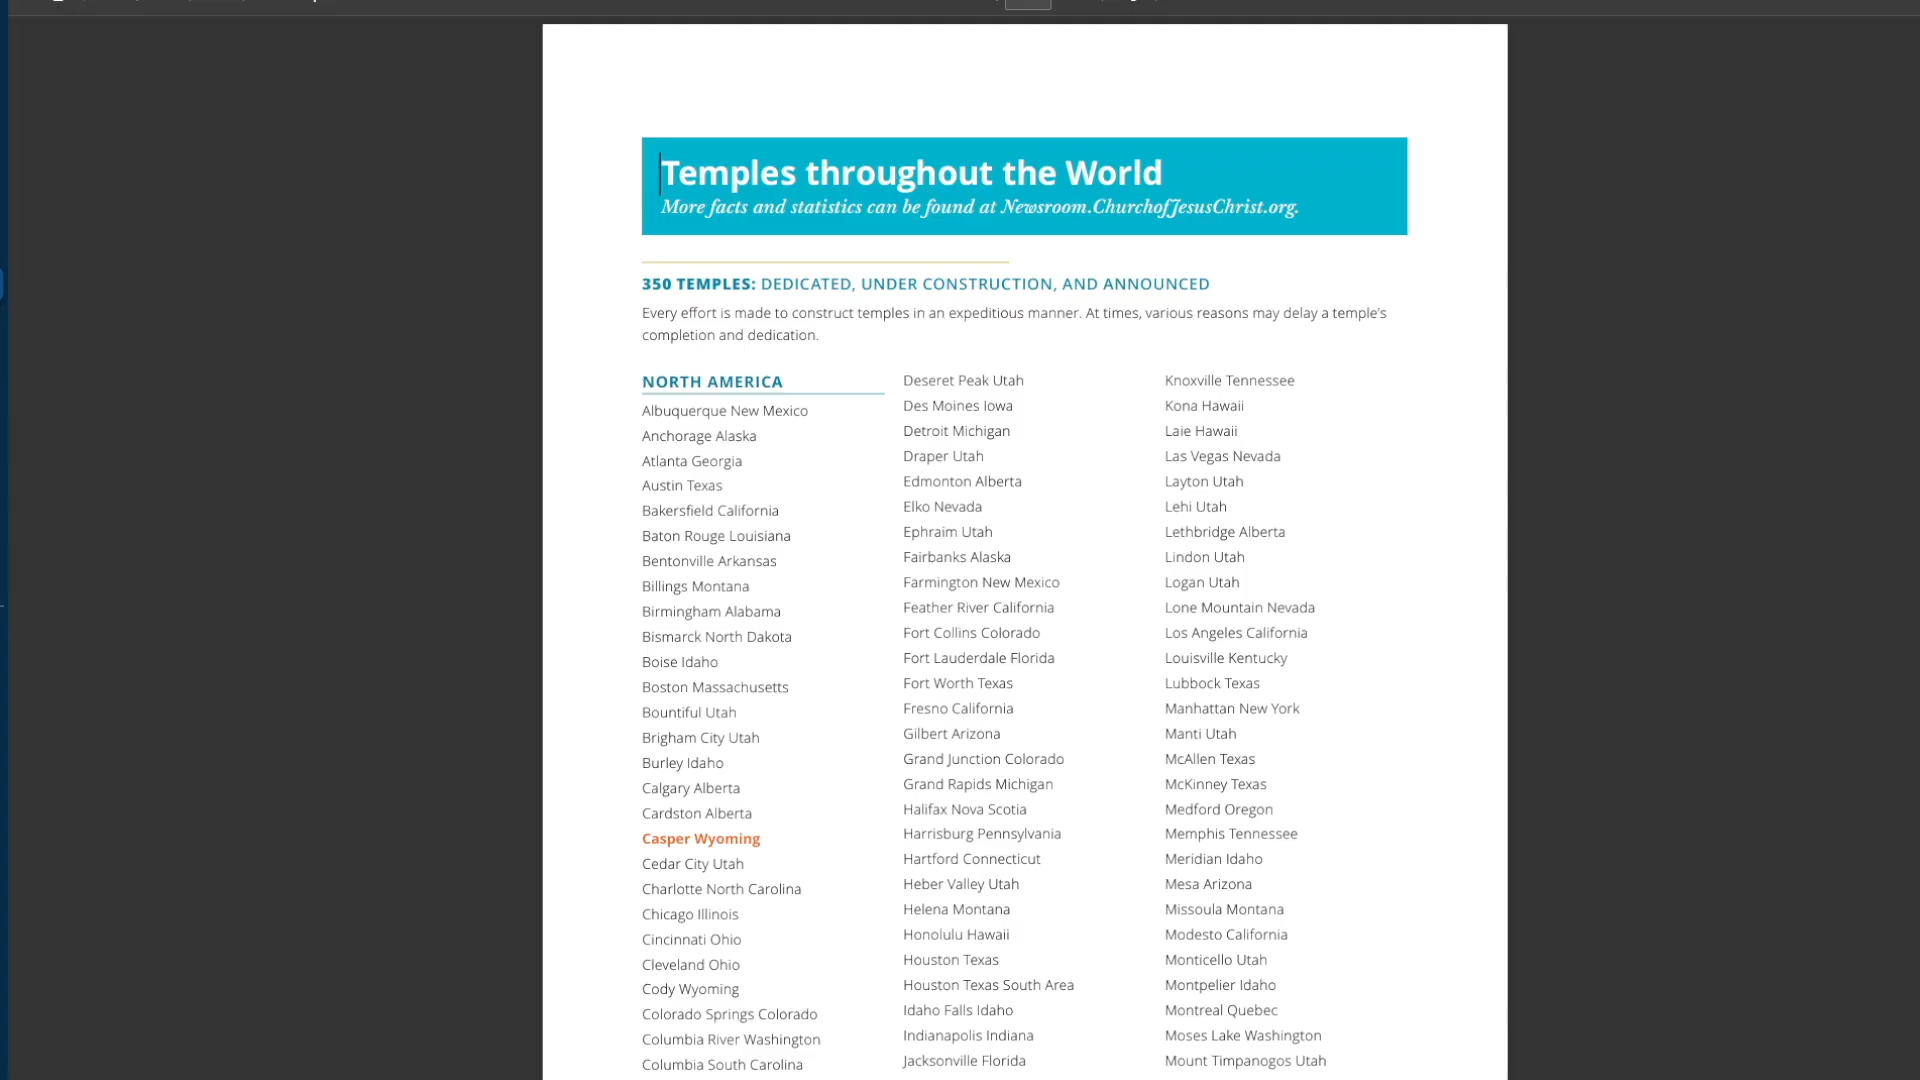 Temples throughout the World
More facts and statistics can be found at Newsroom.ChurchofJesusChrist.org.
350 TEMPLES: DEDICATED, UNDER CONSTRUCTION, AND ANNOUNCED
Every effort is made to construct temples in an expeditious manner. At times, various reasons may delay a temple's
completion and dedication.
NORTH AMERICA
Albuquerque New Mexico
Anchorage Alaska
Atlanta Georgia
Austin Texas
Bakersfield California
Baton Rouge Louisiana
Bentonville Arkansas
Billings Montana
Birmingham Alabama
Bismarck North Dakota
Boise Idaho
Boston Massachusetts
Bountiful Utah
Brigham City Utah
Burley Idaho
Calgary Alberta
Cardston Alberta
Casper Wyoming
Cedar City Utah
Charlotte North Carolina
Chicago Illinois
Cincinnati Ohio
Cleveland Ohio
Cody Wyoming
Colorado Springs Colorado
Columbia River Washington
Columbia South Carolina
Deseret Peak Utah
Des Moines Iowa
Detroit Michigan
Draper Utah
Edmonton Alberta
Elko Nevada
Ephraim Utah
Fairbanks Alaska
Farmington New Mexico
Feather River California
Fort Collins Colorado
Fort Lauderdale Florida
Fort Worth Texas
Fresno California
Gilbert Arizona
Grand Junction Colorado
Grand Rapids Michigan
Halifax Nova Scotia
Harrisburg Pennsylvania
Hartford Connecticut
Heber Valley Utah
Helena Montana
Honolulu Hawaii
Houston Texas
Houston Texas South Area
Idaho Falls Idaho
Indianapolis Indiana
Jacksonville Florida
Knoxville Tennessee
Kona Hawaii
Laie Hawaii
Las Vegas Nevada
Layton Utah
Lehi Utah
Lethbridge Alberta
Lindon Utah
Logan Utah
Lone Mountain Nevada
Los Angeles California
Louisville Kentucky
Lubbock Texas
Manhattan New York
Manti Utah
McAllen Texas
McKinney Texas
Medford Oregon
Memphis Tennessee
Meridian Idaho
Mesa Arizona
Missoula Montana
Modesto California
Monticello Utah
Montpelier Idaho
Montreal Quebec
Moses Lake Washington
Mount Timpanogos Utah